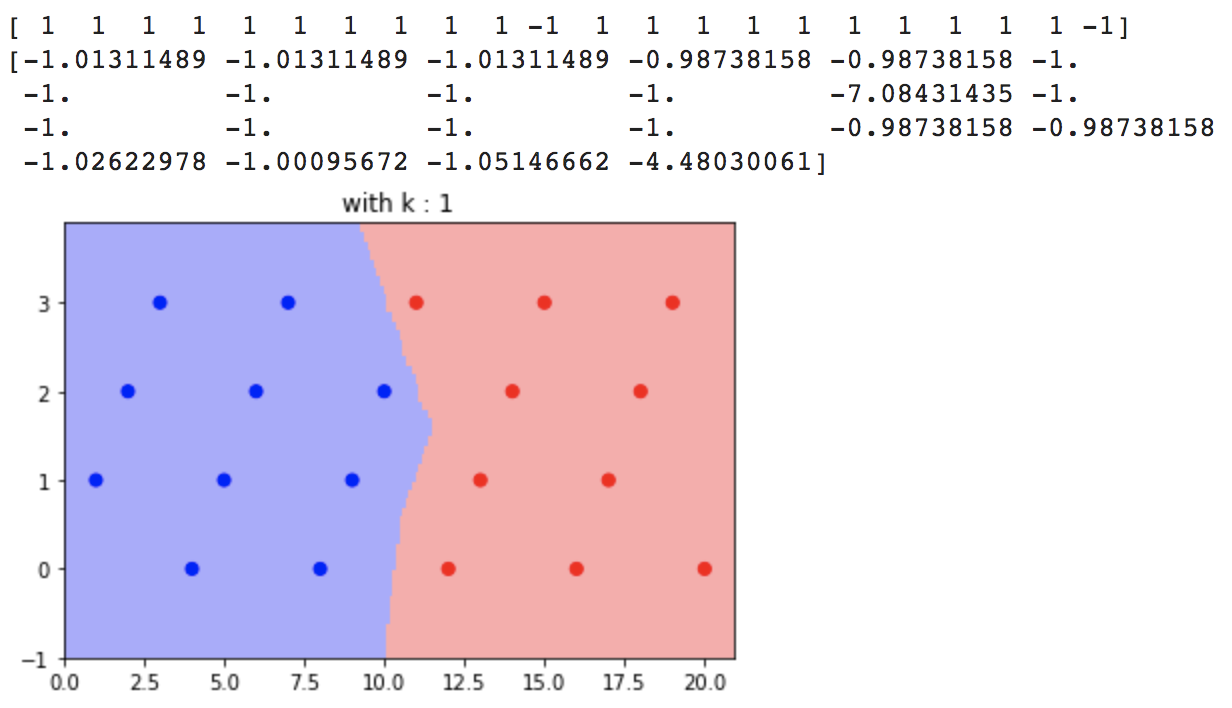 [ 1 1 1 1 1 1 1 1 1 1 -1 1 1 1 1 1 1 1 1 1 1 -1]
[-1.01311489 -1.01311489 -1.01311489 -0.98738158 -0.98738158 -1.
-1. -1. -1. -1. -7.08431435 -1.
-1. -1. -1. -1. -0.98738158 -0.98738158
-1.02622978 -1.00095672 -1.05146662 -4.48030061]
with k : 1
3
2
1
0
−1
0.0 2.5 5.0 7.5 10.0 12.5 15.0 17.5 20.0